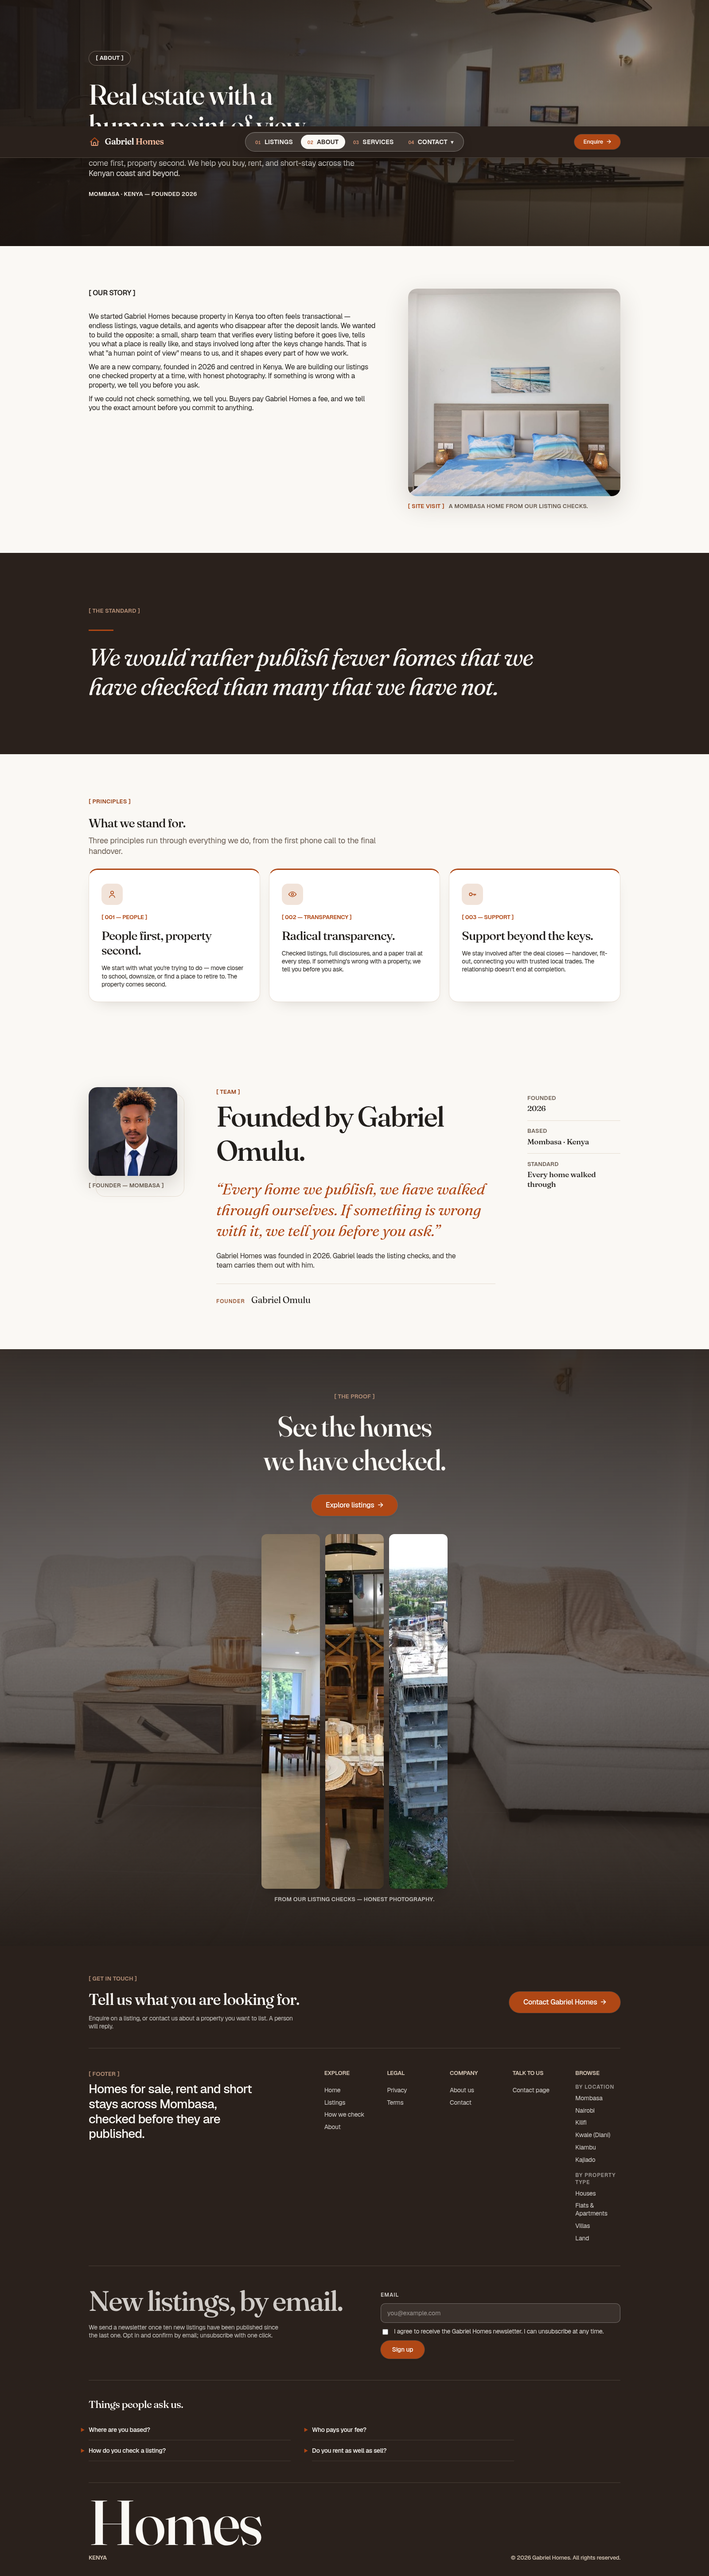 [ ABOUT ]
Real estate with a
human point of view
Gabriel Homes
01 LISTINGS
02 ABOUT
03 SERVICES
04 CONTACT ▾
Enquire →
come first, property second. We help you buy, rent, and short-stay across the
Kenyan coast and beyond.
MOMBASA · KENYA — FOUNDED 2026
[ OUR STORY ]
We started Gabriel Homes because property in Kenya too often feels transactional —
endless listings, vague details, and agents who disappear after the deposit lands. We wanted
to build the opposite: a small, sharp team that verifies every listing before it goes live, tells
you what a place is really like, and stays involved long after the keys change hands. That is
what "a human point of view" means to us, and it shapes every part of how we work.
We are a new company, founded in 2026 and centred in Kenya. We are building our listings
one checked property at a time, with honest photography. If something is wrong with a
property, we tell you before you ask.
If we could not check something, we tell you. Buyers pay Gabriel Homes a fee, and we tell
you the exact amount before you commit to anything.
[ SITE VISIT ] A MOMBASA HOME FROM OUR LISTING CHECKS.
[ THE STANDARD ]
We would rather publish fewer homes that we
have checked than many that we have not.
[ PRINCIPLES ]
What we stand for.
Three principles run through everything we do, from the first phone call to the final
handover.
[ 001 — PEOPLE ]
People first, property
second.
We start with what you're trying to do — move closer
to school, downsize, or find a place to retire to. The
property comes second.
[ 002 — TRANSPARENCY ]
Radical transparency.
Checked listings, full disclosures, and a paper trail at
every step. If something's wrong with a property, we
tell you before you ask.
[ 003 — SUPPORT ]
Support beyond the keys.
We stay involved after the deal closes — handover, fit-
out, connecting you with trusted local trades. The
relationship doesn't end at completion.
[ FOUNDER — MOMBASA ]
[ TEAM ]
Founded by Gabriel
Omulu.
“Every home we publish, we have walked
through ourselves. If something is wrong
with it, we tell you before you ask.”
Gabriel Homes was founded in 2026. Gabriel leads the listing checks, and the
team carries them out with him.
FOUNDER Gabriel Omulu
FOUNDED
2026
BASED
Mombasa · Kenya
STANDARD
Every home walked
through
[ THE PROOF ]
See the homes
we have checked.
Explore listings →
FROM OUR LISTING CHECKS — HONEST PHOTOGRAPHY.
[ GET IN TOUCH ]
Tell us what you are looking for.
Enquire on a listing, or contact us about a property you want to list. A person
will reply.
Contact Gabriel Homes →
[ FOOTER ]
Homes for sale, rent and short
stays across Mombasa,
checked before they are
published.
EXPLORE
Home
Listings
How we check
About
LEGAL
Privacy
Terms
COMPANY
About us
Contact
TALK TO US
Contact page
BROWSE
BY LOCATION
Mombasa
Nairobi
Kilifi
Kwale (Diani)
Kiambu
Kajiado
BY PROPERTY
TYPE
Houses
Flats &
Apartments
Villas
Land
New listings, by email.
We send a newsletter once ten new listings have been published since
the last one. Opt in and confirm by email; unsubscribe with one click.
EMAIL
you@example.com
I agree to receive the Gabriel Homes newsletter. I can unsubscribe at any time.
Sign up
Things people ask us.
Where are you based?
Who pays your fee?
How do you check a listing?
Do you rent as well as sell?
Homes
KENYA
© 2026 Gabriel Homes. All rights reserved.